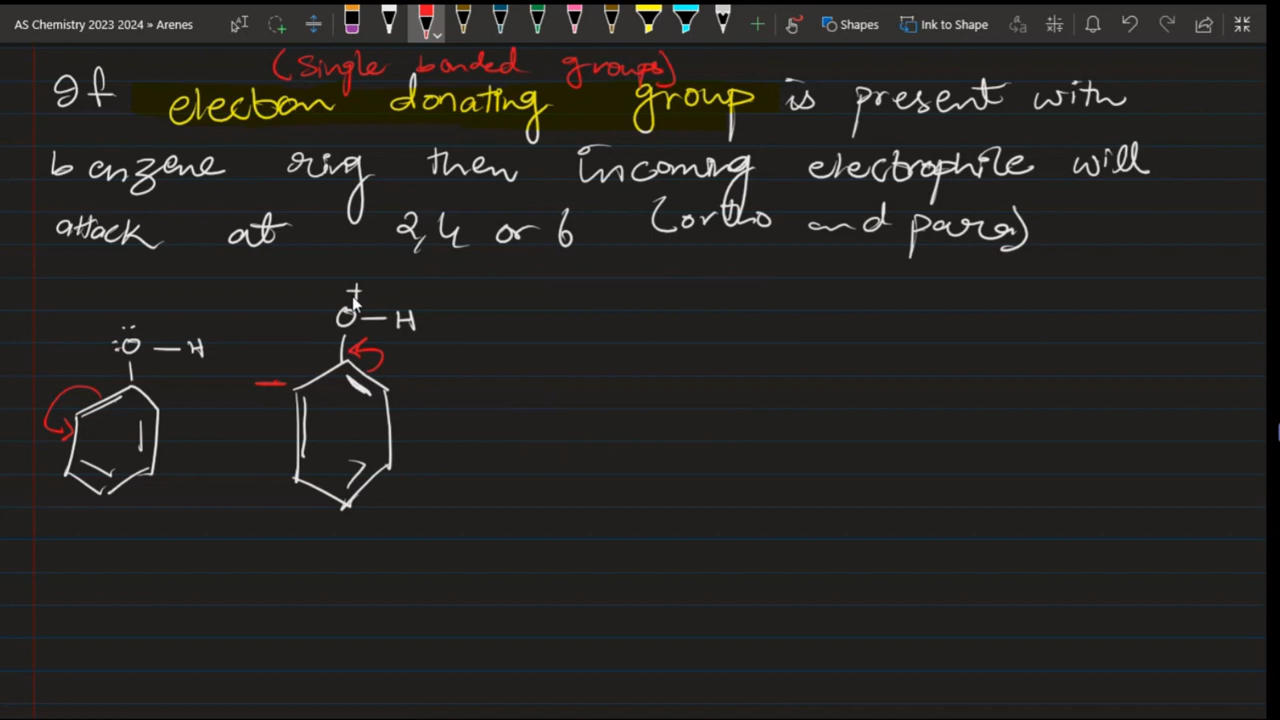 AS Chemistry 2023 2024 » Arenes
Shapes
Ink to Shape
(Single bonded groups)
If electron donating group is present with
benzene ring then incoming electrophile will
attack at 2,4 or 6 (ortho and para)
+
O — H
:Ö — H